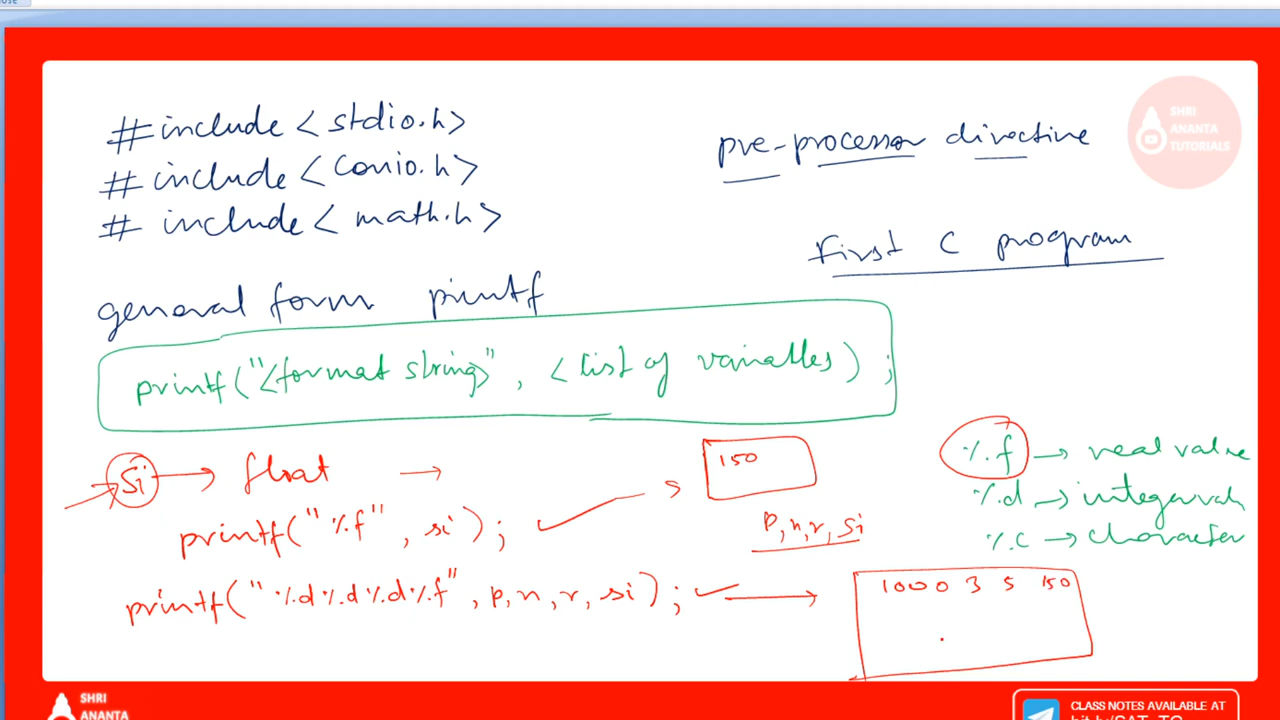 #include < stdio.h>
#include < conio.h>
# include < math.h>
pre-processor directive
SHRI
ANANTA
TUTORIALS
First C program
general form printf
printf("<format string>", <list of variables) ;
Si → float →
150
%.f → real value
%.d → integer valu
%.c → character
printf(" %.f" , si) ;
P,n,r, Si
printf(" %.d %.d %.d %.f" , p, n, r, si) ;
1000 0 3 5 150
SHRI
ANANTA
CLASS NOTES AVAILABLE AT